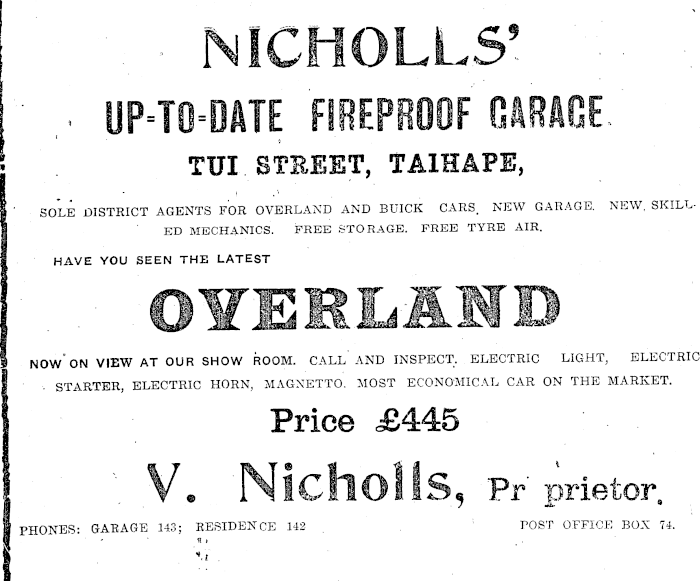 NICHOLLS'
UP=TO=DATE FIREPROOF GARAGE
TUI STREET, TAIHAPE,
SOLE DISTRICT AGENTS FOR OVERLAND AND BUICK CARS. NEW GARAGE. NEW SKILL-
ED MECHANICS. FREE STORAGE. FREE TYRE AIR.
HAVE YOU SEEN THE LATEST
OVERLAND
NOW ON VIEW AT OUR SHOW ROOM. CALL AND INSPECT. ELECTRIC LIGHT, ELECTRIC
STARTER, ELECTRIC HORN, MAGNETTO. MOST ECONOMICAL CAR ON THE MARKET.
Price £445
V. Nicholls, Pr prietor.
PHONES: GARAGE 143; RESIDENCE 142
POST OFFICE BOX 74.